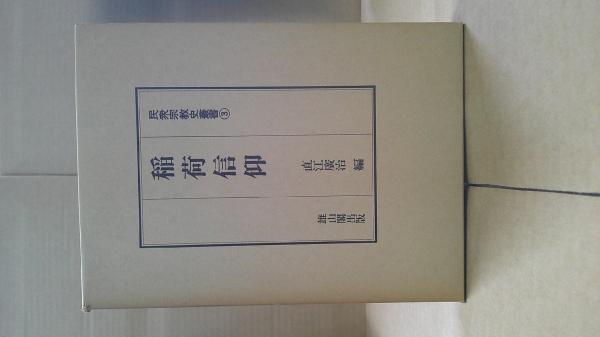 民衆宗教史叢書③
稲荷信仰
直江廣治 編
雄山閣出版